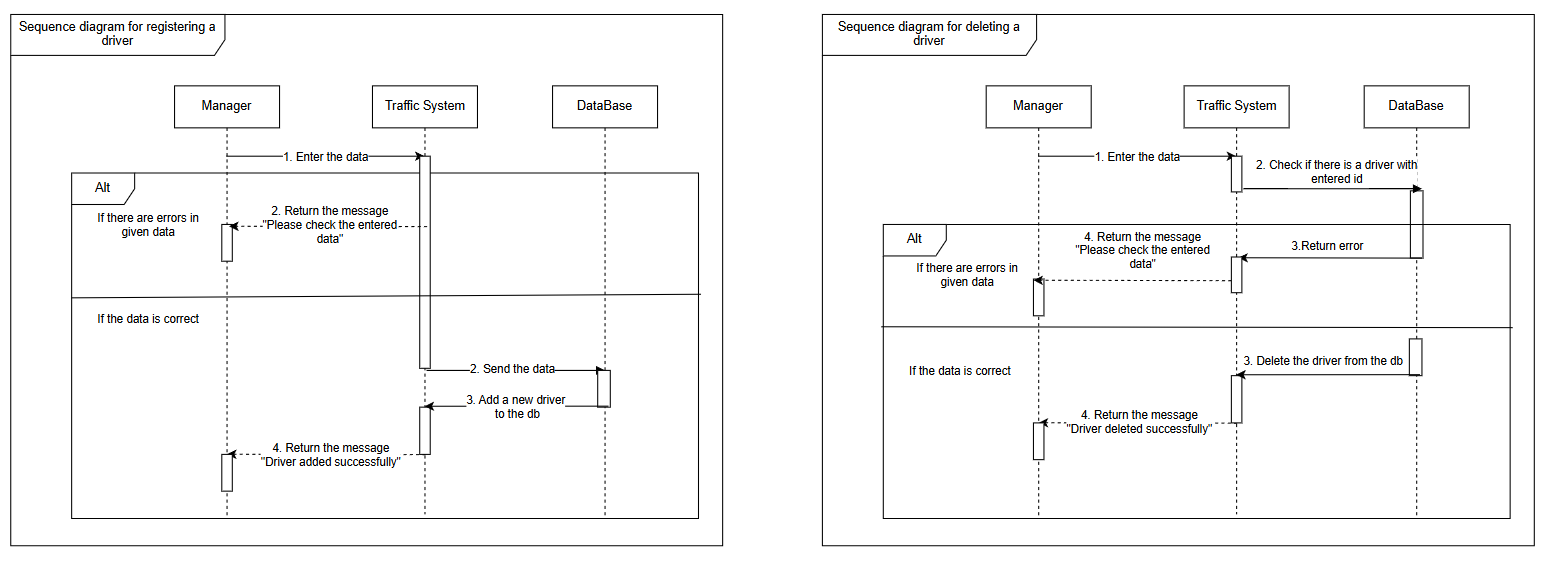 Sequence diagram for registering a
driver
Manager
Traffic System
DataBase
1. Enter the data
Alt
If there are errors in
given data
2. Return the message
"Please check the entered
data"
If the data is correct
2. Send the data
3. Add a new driver
to the db
4. Return the message
"Driver added successfully"
Sequence diagram for deleting a
driver
Manager
Traffic System
DataBase
1. Enter the data
2. Check if there is a driver with
entered id
Alt
If there are errors in
given data
3.Return error
4. Return the message
"Please check the entered
data"
If the data is correct
3. Delete the driver from the db
4. Return the message
"Driver deleted successfully"